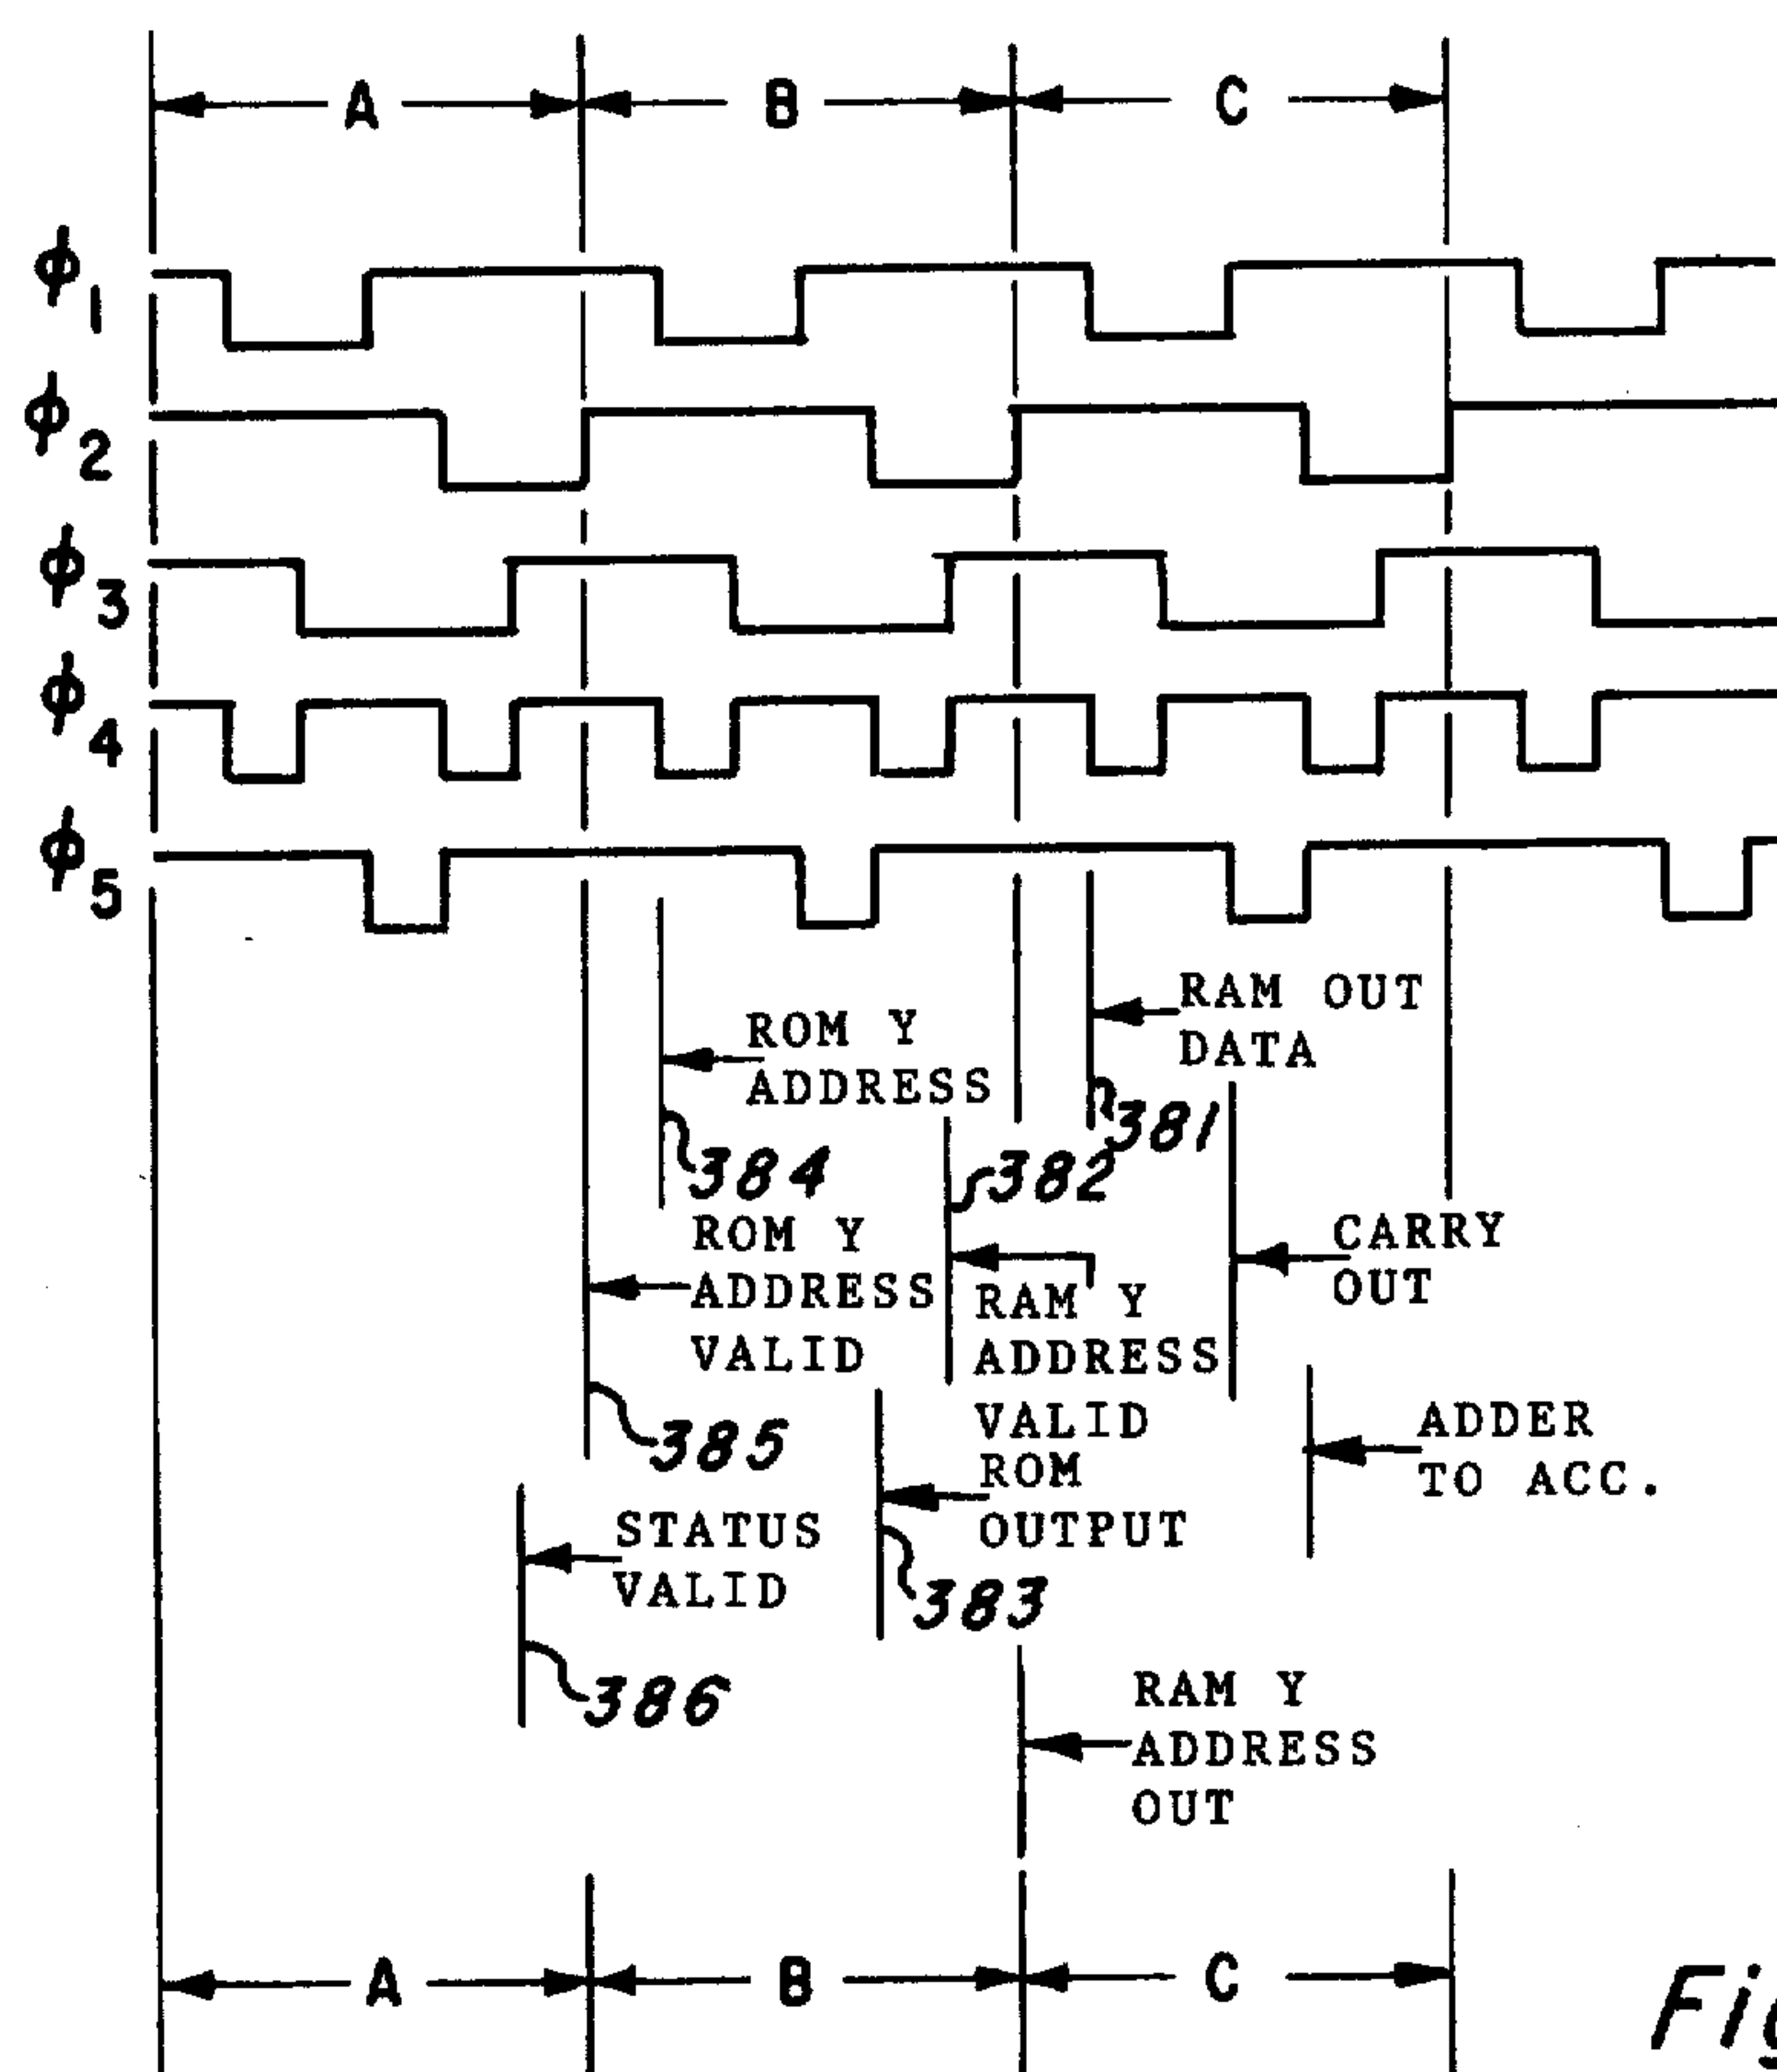 A B C
ϕ1
ϕ2
ϕ3
ϕ4
ϕ5
RAM OUT
DATA
381
ROM Y
ADDRESS
384
382
ROM Y
ADDRESS
VALID
385
RAM Y
ADDRESS
VALID
CARRY
OUT
ADDER
TO ACC.
ROM
OUTPUT
383
STATUS
VALID
386
RAM Y
ADDRESS
OUT
A B C
Fig